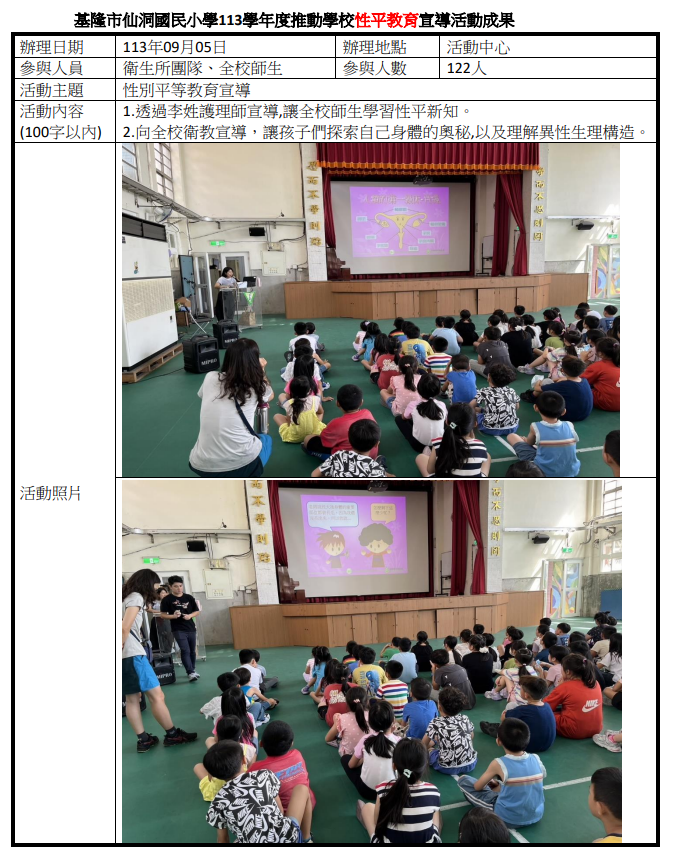 基隆市仙洞國民小學113學年度推動學校性平教育宣導活動成果
辦理日期 113年09月05日 辦理地點 活動中心
參與人員 衛生所團隊、全校師生 參與人數 122人
活動主題 性別平等教育宣導
活動內容
(100字以內)
1.透過李姓護理師宣導,讓全校師生學習性平新知。
2.向全校衛教宣導，讓孩子們探索自己身體的奧秘,以及理解異性生理構造。
活動照片
MIPRO
MIPRO
NIKE